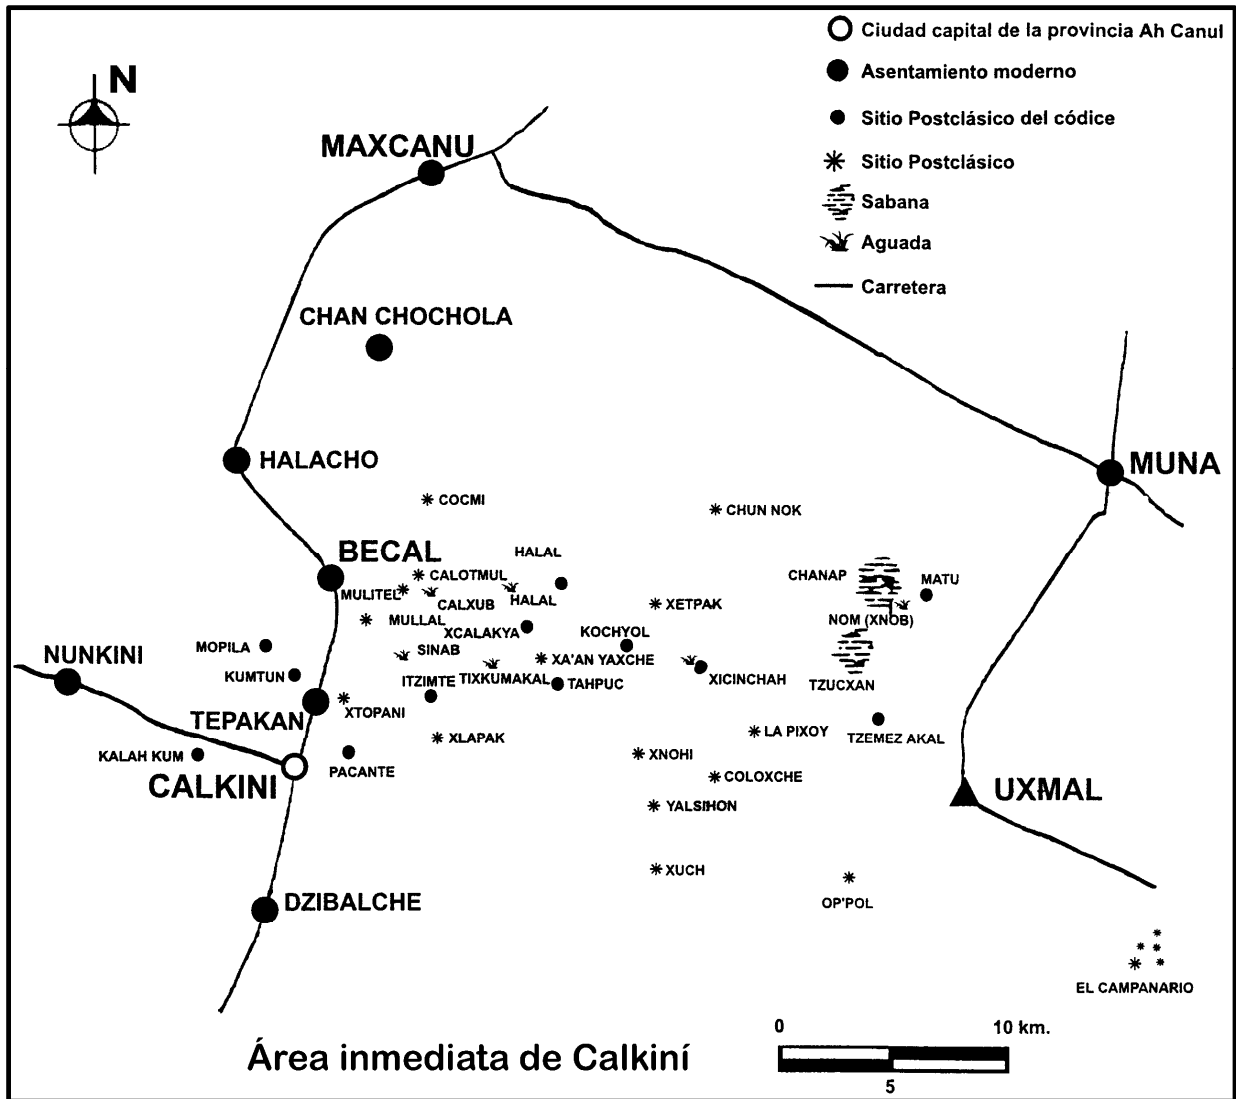 Ciudad capital de la provincia Ah Canul
Asentamiento moderno
Sitio Postclásico del códice
Sitio Postclásico
Sabana
Aguada
Carretera
N
MAXCANU
CHAN CHOCHOLA
HALACHO
MUNA
COCMI
CHUN NOK
BECAL
HALAL
CALOTMUL
CHANAP
MATU
MULITEL
CALXUB
HALAL
XETPAK
MULLAL
NOM (XNOB)
XCALAKYA
KOCHYOL
MOPILA
SINAB
XA'AN YAXCHE
NUNKINI
KUMTUN
ITZIMTE
TIXKUMAKAL
TAHPUC
XICINCHAH
TZUCXAN
TEPAKAN
XTOPANI
XLAPAK
LA PIXOY
TZEMEZ AKAL
KALAH KUM
PACANTE
XNOHI
CALKINI
COLOXCHE
UXMAL
YALSIHON
XUCH
OP'POL
DZIBALCHE
EL CAMPANARIO
0
10 km.
Área inmediata de Calkiní
5